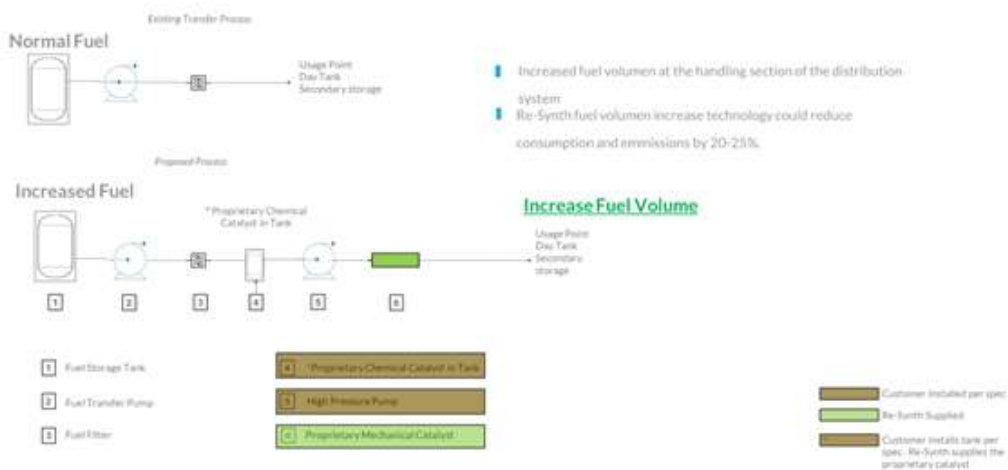 Existing Transfer Process
Normal Fuel
Usage Point
Day Tank
Secondary storage
Increased fuel volumen at the handling section of the distribution
system
Re-Synth fuel volumen increase technology could reduce
consumption and emmissions by 20-25%.
Proposed Process
Increased Fuel
* Proprietary Chemical
Catalyst in Tank
Increase Fuel Volume
Usage Point
Day Tank
Secondary
storage
1 2 3 4 5 6
1 Fuel Storage Tank
2 Fuel Transfer Pump
3 Fuel Filter
4 *Proprietary Chemical Catalyst in Tank
5 High Pressure Pump
6 Proprietary Mechanical Catalyst
Customer Installed per spec
Re-Synth Supplied
Customer Installs tank per
spec. Re-Synth supplies the
proprietary catalyst